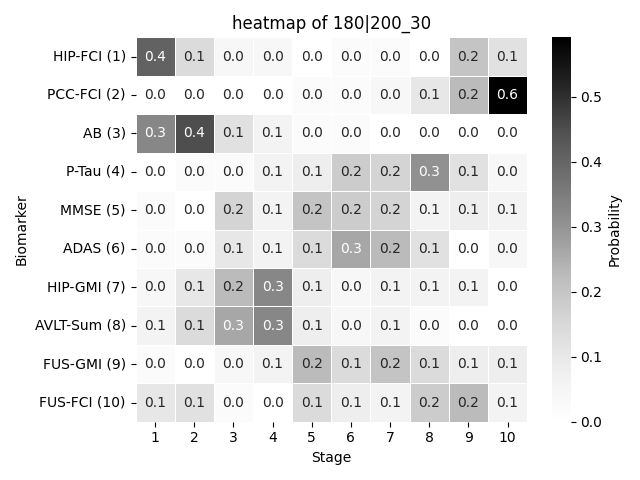 heatmap of 180|200_30
HIP-FCI (1) 0.4 0.1 0.0 0.0 0.0 0.0 0.0 0.0 0.2 0.1
PCC-FCI (2) 0.0 0.0 0.0 0.0 0.0 0.0 0.0 0.1 0.2 0.6
AB (3) 0.3 0.4 0.1 0.1 0.0 0.0 0.0 0.0 0.0 0.0
P-Tau (4) 0.0 0.0 0.0 0.1 0.1 0.2 0.2 0.3 0.1 0.0
MMSE (5) 0.0 0.0 0.2 0.1 0.2 0.2 0.2 0.1 0.1 0.1
ADAS (6) 0.0 0.0 0.1 0.1 0.1 0.3 0.2 0.1 0.0 0.0
HIP-GMI (7) 0.0 0.1 0.2 0.3 0.1 0.0 0.1 0.1 0.1 0.0
AVLT-Sum (8) 0.1 0.1 0.3 0.3 0.1 0.0 0.1 0.0 0.0 0.0
FUS-GMI (9) 0.0 0.0 0.0 0.1 0.2 0.1 0.2 0.1 0.1 0.1
FUS-FCI (10) 0.1 0.1 0.0 0.0 0.1 0.1 0.1 0.2 0.2 0.1
1 2 3 4 5 6 7 8 9 10
Stage
Biomarker
0.5
0.4
0.3
0.2
0.1
0.0
Probability